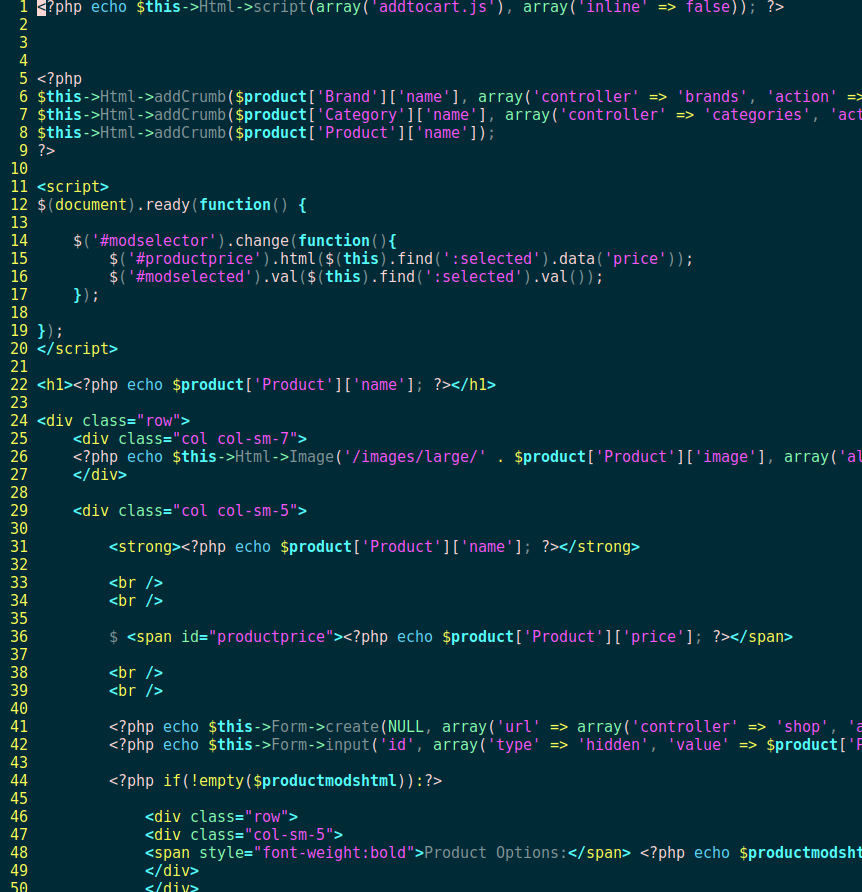 1 <?php echo $this->Html->script(array('addtocart.js'), array('inline' => false)); ?>
2
3
4
5 <?php
6 $this->Html->addCrumb($product['Brand']['name'], array('controller' => 'brands', 'action' =>
7 $this->Html->addCrumb($product['Category']['name'], array('controller' => 'categories', 'act
8 $this->Html->addCrumb($product['Product']['name']);
9 ?>
10
11 <script>
12 $(document).ready(function() {
13
14     $('#modselector').change(function(){
15         $('#productprice').html($(this).find(':selected').data('price'));
16         $('#modselected').val($(this).find(':selected').val());
17     });
18
19 });
20 </script>
21
22 <h1><?php echo $product['Product']['name']; ?></h1>
23
24 <div class="row">
25     <div class="col col-sm-7">
26     <?php echo $this->Html->Image('/images/large/' . $product['Product']['image'], array('al
27     </div>
28
29     <div class="col col-sm-5">
30
31         <strong><?php echo $product['Product']['name']; ?></strong>
32
33         <br />
34         <br />
35
36         $ <span id="productprice"><?php echo $product['Product']['price']; ?></span>
37
38         <br />
39         <br />
40
41         <?php echo $this->Form->create(NULL, array('url' => array('controller' => 'shop', 'a
42         <?php echo $this->Form->input('id', array('type' => 'hidden', 'value' => $product['P
43
44         <?php if(!empty($productmodshtml)):?>
45
46             <div class="row">
47             <div class="col-sm-5">
48             <span style="font-weight:bold">Product Options:</span> <?php echo $productmodsht
49             </div>
50             </div>